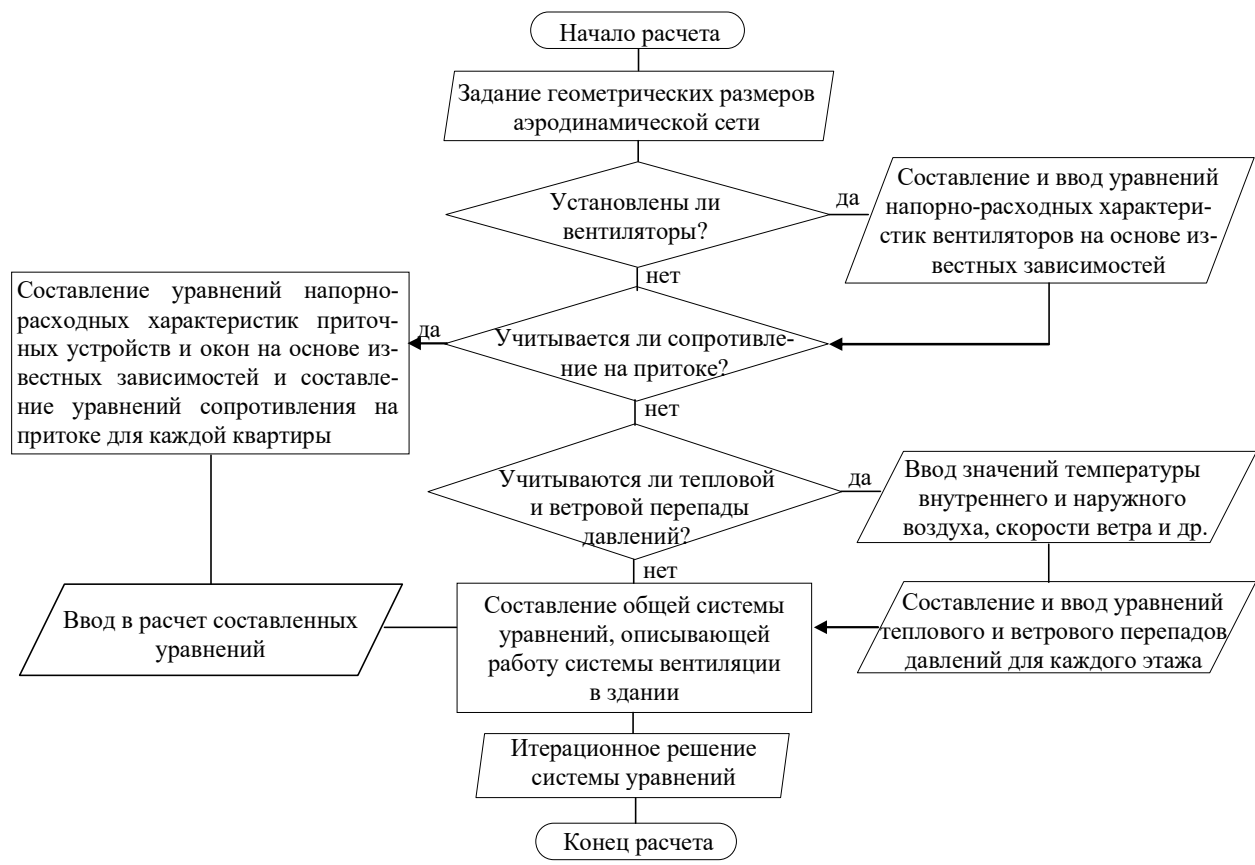 Начало расчета
Задание геометрических размеров
аэродинамической сети
Установлены ли
вентиляторы?
да
Составление и ввод уравнений
напорно-расходных характери-
стик вентиляторов на основе из-
вестных зависимостей
нет
Составление уравнений напорно-
расходных характеристик приточ-
ных устройств и окон на основе из-
вестных зависимостей и составле-
ние уравнений сопротивления на
притоке для каждой квартиры
да
Учитывается ли сопротивле-
ние на притоке?
нет
Учитываются ли тепловой
и ветровой перепады
давлений?
да
Ввод значений температуры
внутреннего и наружного
воздуха, скорости ветра и др.
нет
Ввод в расчет составленных
уравнений
Составление общей системы
уравнений, описывающей
работу системы вентиляции
в здании
Составление и ввод уравнений
теплового и ветрового перепадов
давлений для каждого этажа
Итерационное решение
системы уравнений
Конец расчета